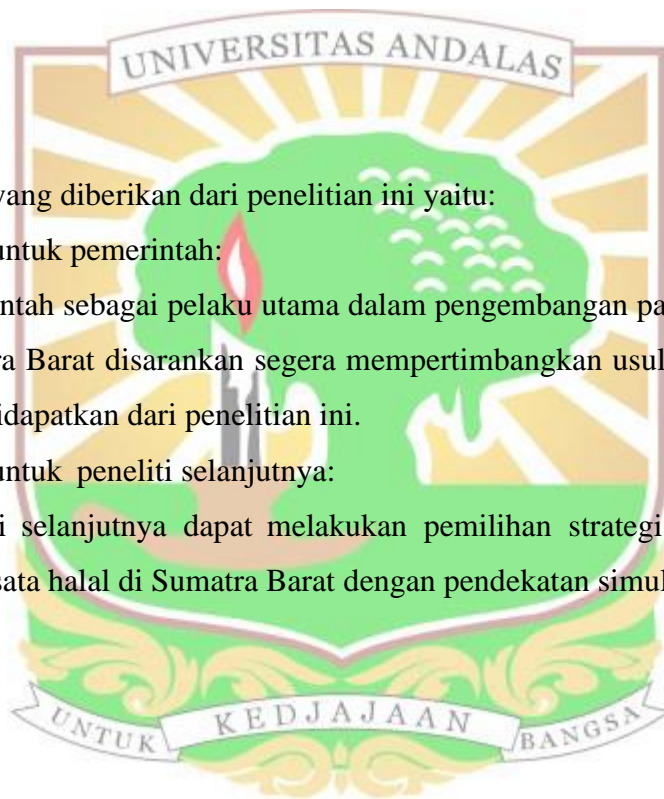 UNIVERSITAS ANDALAS
yang diberikan dari penelitian ini yaitu:
untuk pemerintah:
ntah sebagai pelaku utama dalam pengembangan pa
ra Barat disarankan segera mempertimbangkan usul
idapatkan dari penelitian ini.
untuk peneliti selanjutnya:
i selanjutnya dapat melakukan pemilihan strategi
sata halal di Sumatra Barat dengan pendekatan simul
UNTUK KEDJAJAAN BANGSA